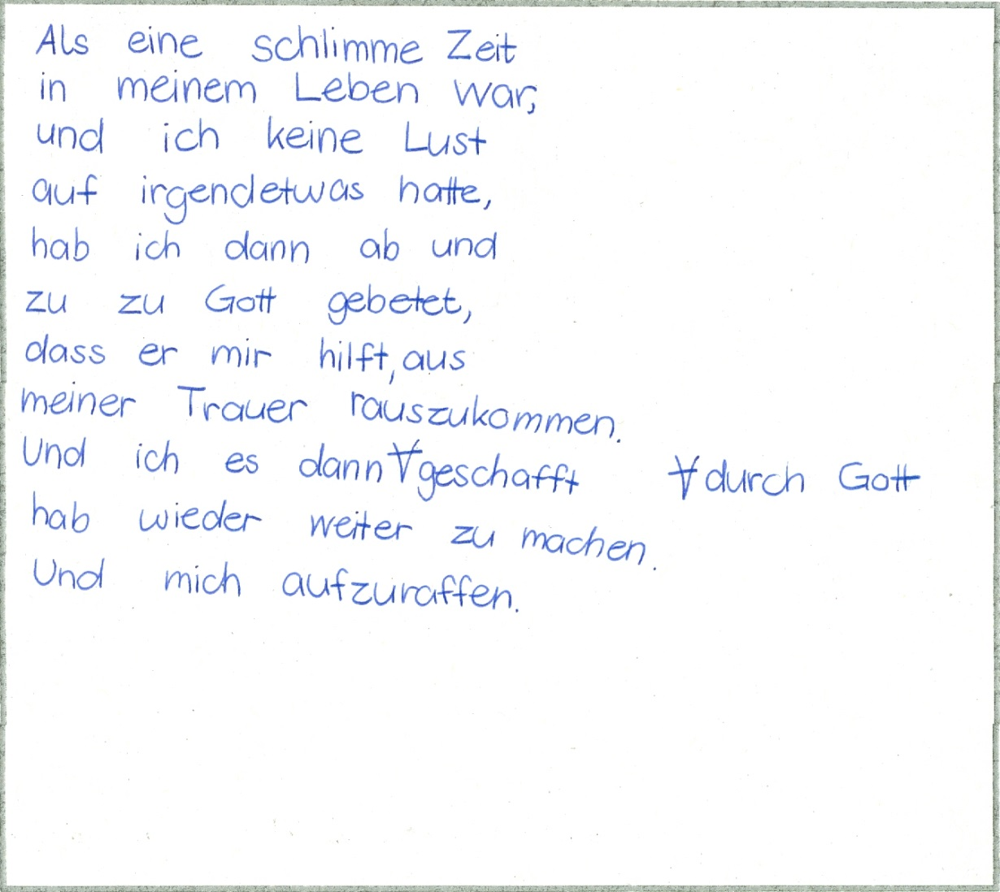 Als eine schlimme Zeit
in meinem Leben war,
und ich keine Lust
auf irgendetwas hatte,
hab ich dann ab und
zu zu Gott gebetet,
dass er mir hilft, aus
meiner Trauer rauszukommen.
Und ich es dann ∀ geschafft ∀ durch Gott
hab wieder weiter zu machen.
Und mich aufzuraffen.